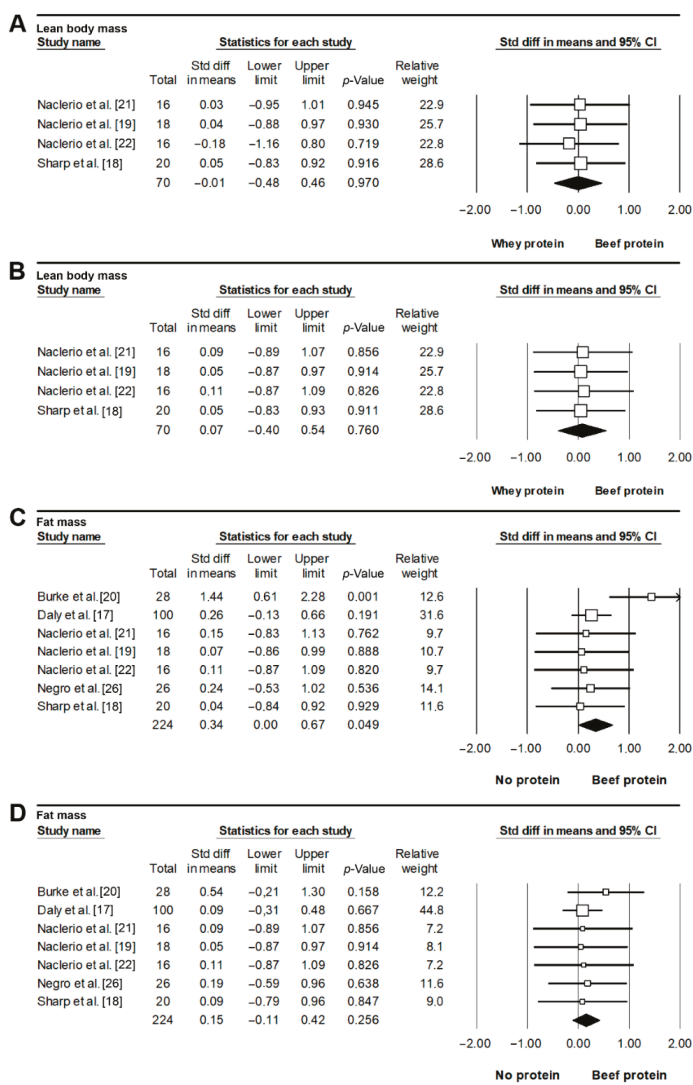 A
Lean body mass
Study name Statistics for each study Std diff in means and 95% CI
Std diff Lower Upper Relative
Total in means limit limit p-Value weight
Naclerio et al. [21] 16 0.03 −0.95 1.01 0.945 22.9
Naclerio et al. [19] 18 0.04 −0.88 0.97 0.930 25.7
Naclerio et al. [22] 16 −0.18 −1.16 0.80 0.719 22.8
Sharp et al. [18] 20 0.05 −0.83 0.92 0.916 28.6
70 −0.01 −0.48 0.46 0.970
−2.00 −1.00 0.00 1.00 2.00
Whey protein Beef protein
B
Lean body mass
Study name Statistics for each study Std diff in means and 95% CI
Std diff Lower Upper Relative
Total in means limit limit p-Value weight
Naclerio et al. [21] 16 0.09 −0.89 1.07 0.856 22.9
Naclerio et al. [19] 18 0.05 −0.87 0.97 0.914 25.7
Naclerio et al. [22] 16 0.11 −0.87 1.09 0.826 22.8
Sharp et al. [18] 20 0.05 −0.83 0.93 0.911 28.6
70 0.07 −0.40 0.54 0.760
−2.00 −1.00 0.00 1.00 2.00
Whey protein Beef protein
C
Fat mass
Study name Statistics for each study Std diff in means and 95% CI
Std diff Lower Upper Relative
Total in means limit limit p-Value weight
Burke et al. [20] 28 1.44 0.61 2.28 0.001 12.6
Daly et al. [17] 100 0.26 −0.13 0.66 0.191 31.6
Naclerio et al. [21] 16 0.15 −0.83 1.13 0.762 9.7
Naclerio et al. [19] 18 0.07 −0.86 0.99 0.888 10.7
Naclerio et al. [22] 16 0.11 −0.87 1.09 0.820 9.7
Negro et al. [26] 26 0.24 −0.53 1.02 0.536 14.1
Sharp et al. [18] 20 0.04 −0.84 0.92 0.929 11.6
224 0.34 0.00 0.67 0.049
−2.00 −1.00 0.00 1.00 2.00
No protein Beef protein
D
Fat mass
Study name Statistics for each study Std diff in means and 95% CI
Std diff Lower Upper Relative
Total in means limit limit p-Value weight
Burke et al. [20] 28 0.54 −0,21 1.30 0.158 12.2
Daly et al. [17] 100 0.09 −0,31 0.48 0.667 44.8
Naclerio et al. [21] 16 0.09 −0.89 1.07 0.856 7.2
Naclerio et al. [19] 18 0.05 −0.87 0.97 0.914 8.1
Naclerio et al. [22] 16 0.11 −0.87 1.09 0.826 7.2
Negro et al. [26] 26 0.19 −0.59 0.96 0.638 11.6
Sharp et al. [18] 20 0.09 −0.79 0.96 0.847 9.0
224 0.15 −0.11 0.42 0.256
−2.00 −1.00 0.00 1.00 2.00
No protein Beef protein